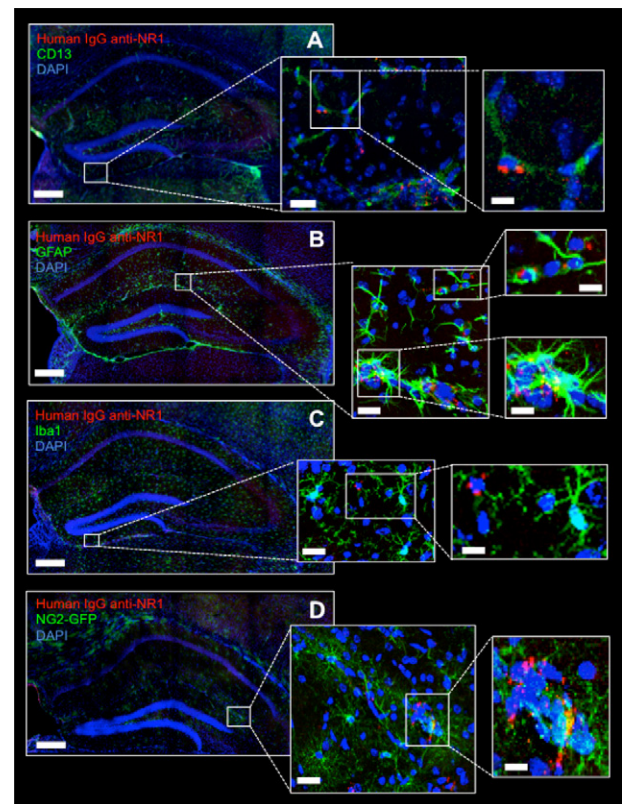 Human IgG anti-NR1
A
CD13
DAPI
Human IgG anti-NR1
B
GFAP
DAPI
Human IgG anti-NR1
C
Iba1
DAPI
Human IgG anti-NR1
D
NG2-GFP
DAPI